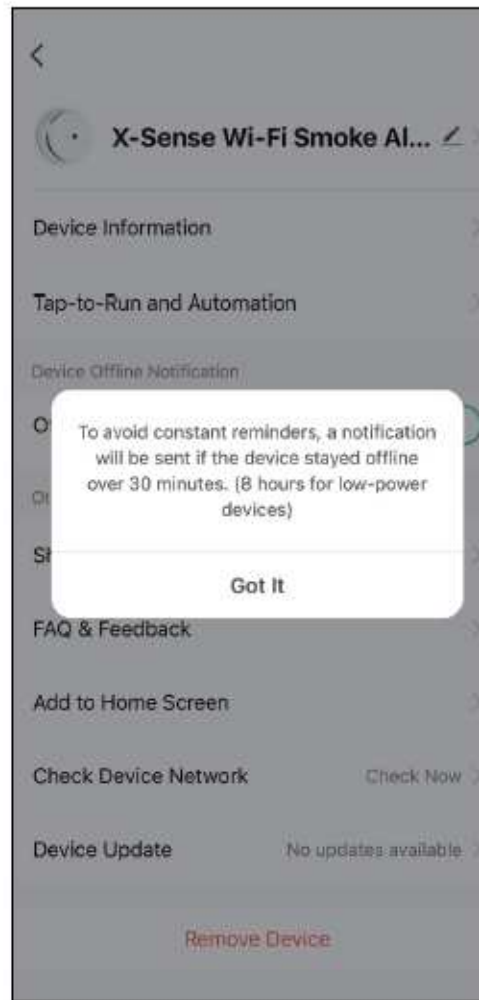 X-Sense Wi-Fi Smoke Al...
Device Information
Tap-to-Run and Automation
Device Offline Notification
To avoid constant reminders, a notification
will be sent if the device stayed offline
over 30 minutes. (8 hours for low-power
devices)
Got It
FAQ & Feedback
Add to Home Screen
Check Device Network Check Now
Device Update No updates available
Remove Device